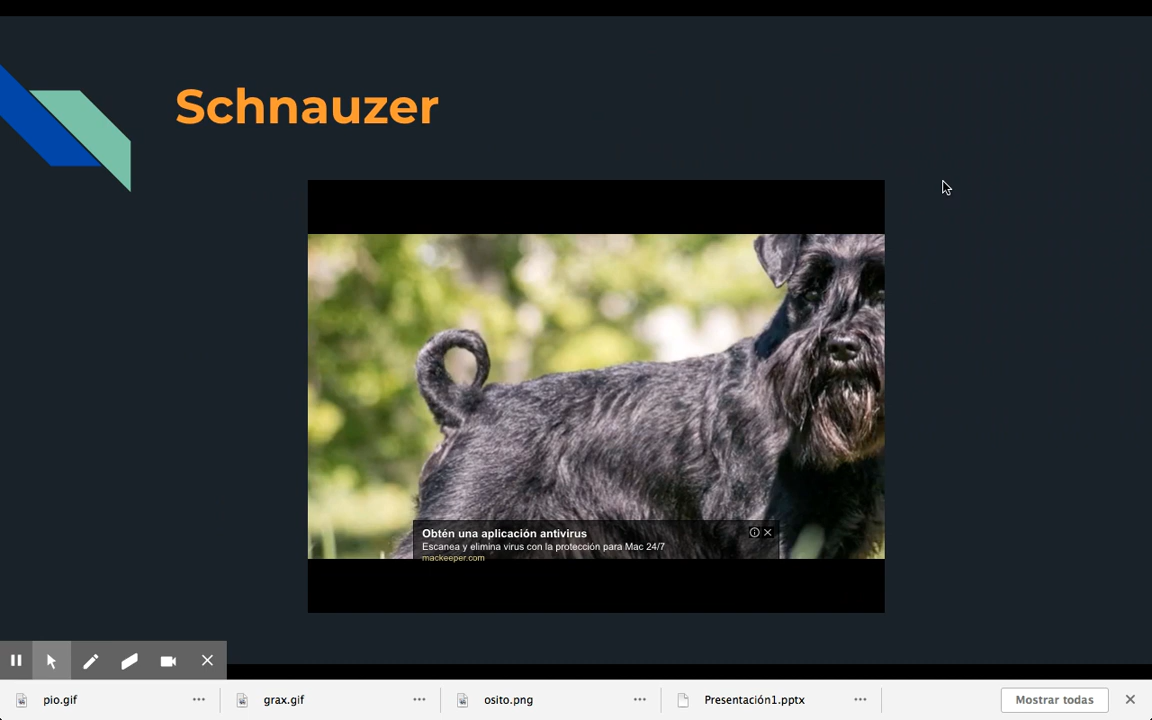 Schnauzer
Obtén una aplicación antivirus
Escanea y elimina virus con la protección para Mac 24/7
mackeeper.com
pio.gif
grax.gif
osito.png
Presentación1.pptx
Mostrar todas